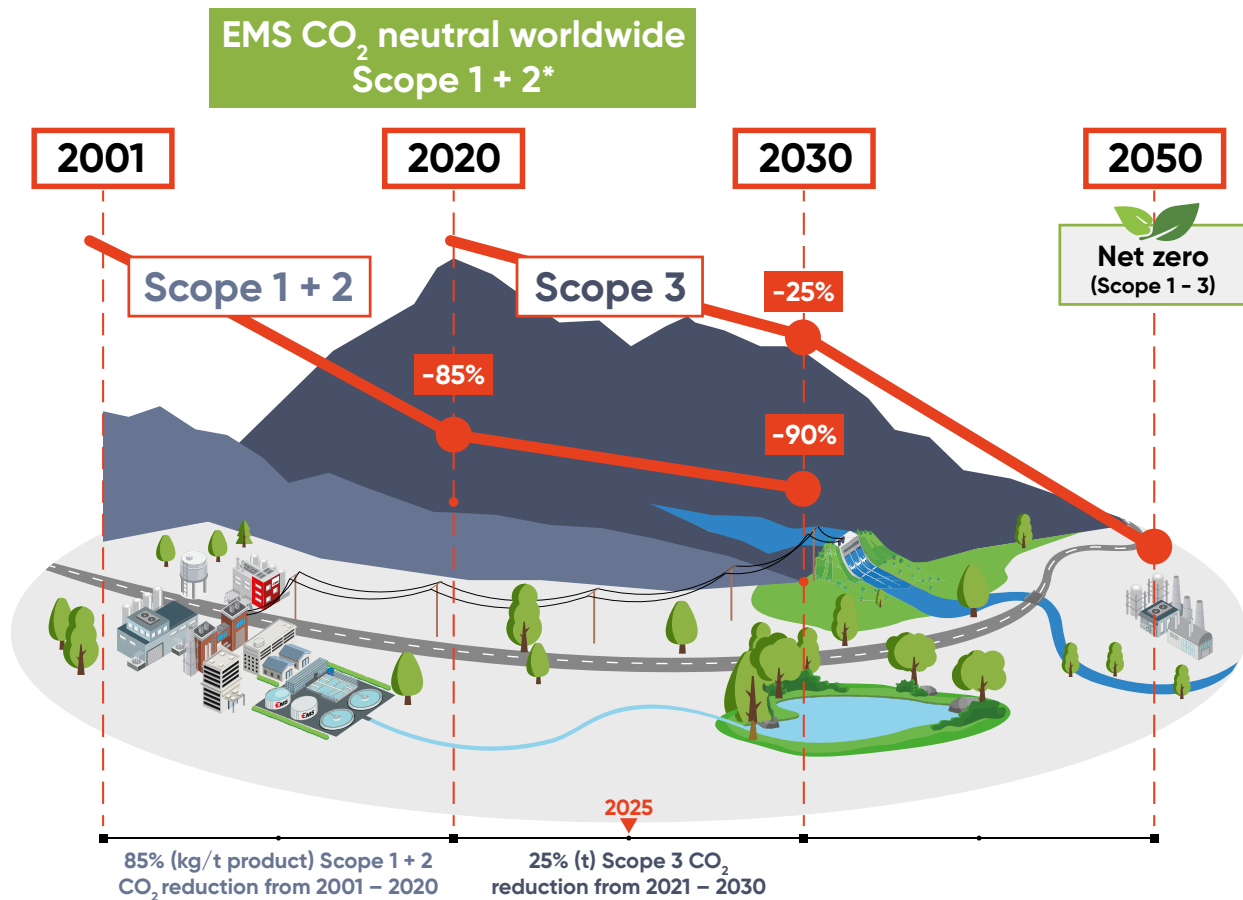 EMS CO2 neutral worldwide
Scope 1 + 2*
2001
2020
2030
2050
Net zero
(Scope 1 - 3)
Scope 1 + 2
Scope 3
-25%
-85%
-90%
EMS
EMS
2025
85% (kg/t product) Scope 1 + 2
CO2 reduction from 2001 – 2020
25% (t) Scope 3 CO2
reduction from 2021 – 2030